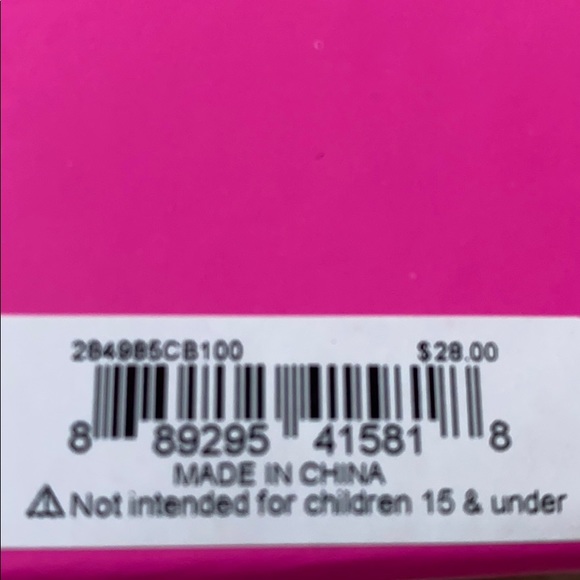 284985CB100 $28.00
8 89295 41581 8
MADE IN CHINA
⚠ Not intended for children 15 & under